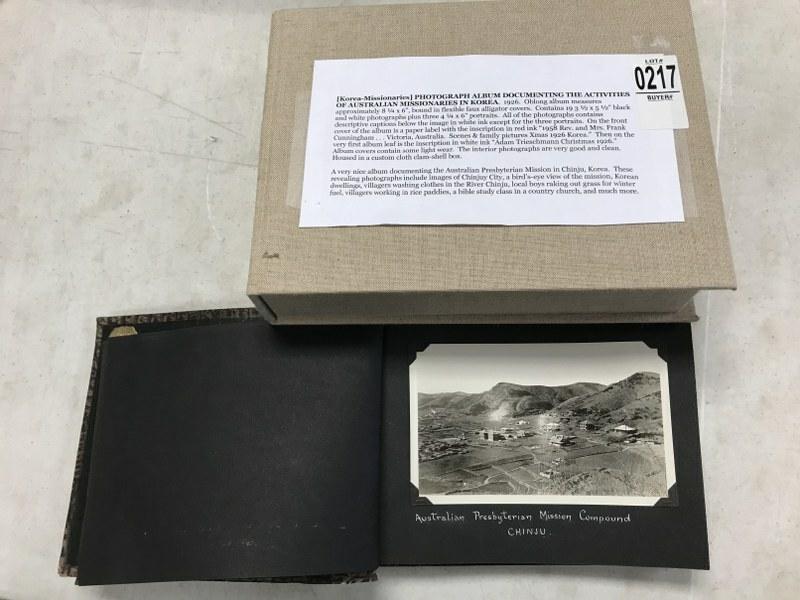 LOT#
0217
BUYER#
[Korea-Missionaries] PHOTOGRAPH ALBUM DOCUMENTING THE ACTIVITIES
OF AUSTRALIAN MISSIONARIES IN KOREA. 1926. Oblong album measures
approximately 8 ¼ x 6", bound in flexible faux alligator covers. Contains 19 3 ½ x 5 ½" black
and white photographs plus three 4 ¼ x 6" portraits. All of the photographs contains
descriptive captions below the image in white ink except for the three portraits. On the front
cover of the album is a paper label with the inscription in red ink "1958 Rev. and Mrs. Frank
Cunningham . . . Victoria, Australia. Scenes & family pictures Xmas 1926 Korea." Then on the
very first album leaf is the inscription in white ink "Adam Trieschmann Christmas 1926."
Album covers contain some light wear. The interior photographs are very good and clean.
Housed in a custom cloth clam-shell box.
A very nice album documenting the Australian Presbyterian Mission in Chinju, Korea. These
revealing photographs include images of Chinjuy City, a bird's-eye view of the mission, Korean
dwellings, villagers washing clothes in the River Chinju, local boys raking out grass for winter
fuel, villagers working in rice paddies, a bible study class in a country church, and much more.
Australian Presbyterian Mission Compound
CHINJU.